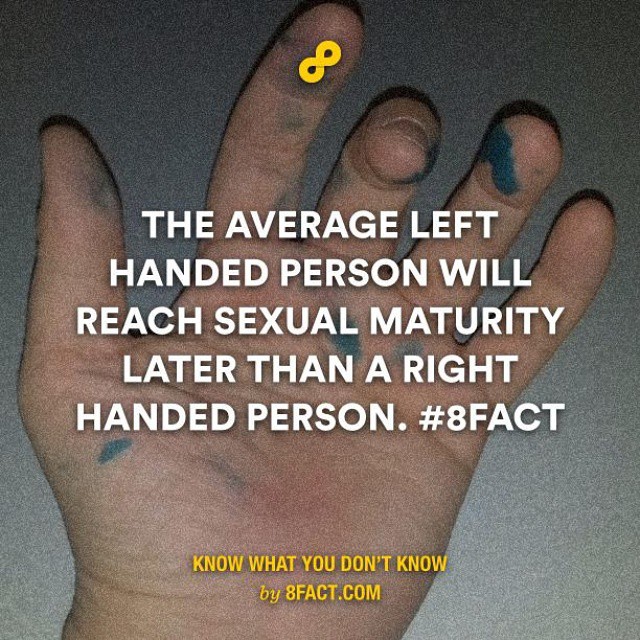 THE AVERAGE LEFT
HANDED PERSON WILL
REACH SEXUAL MATURITY
LATER THAN A RIGHT
HANDED PERSON. #8FACT
KNOW WHAT YOU DON'T KNOW
by 8FACT.COM